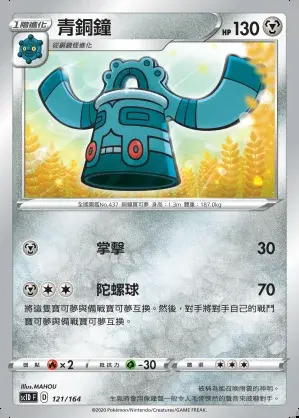 1階進化
青銅鐘
HP 130
從銅鏡怪進化
全國圖鑑No.437 銅鐘寶可夢 身高:1.3m 體重:187.0kg
掌擊 30
陀螺球 70
將這隻寶可夢與備戰寶可夢互換。然後,對手將對手自己的戰鬥
寶可夢與備戰寶可夢互換。
弱點 ×2 抵抗力 -30 撤退
Illus.MAHOU
sc1D F D 121/164
被稱為能召喚降雲的神明。
©2020 Pokémon/Nintendo/Creatures/GAME FREAK.